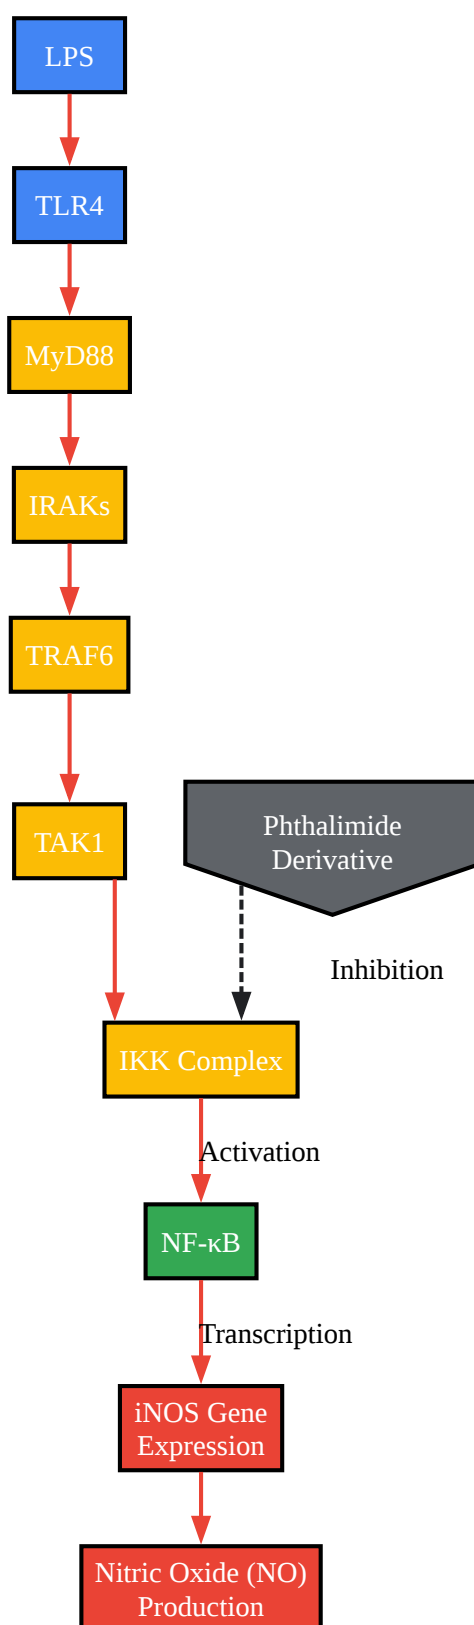 LPS
TLR4
MyD88
IRAKs
TRAF6
TAK1
Phthalimide
Derivative
Inhibition
IKK Complex
Activation
NF-κB
Transcription
iNOS Gene
Expression
Nitric Oxide (NO)
Production